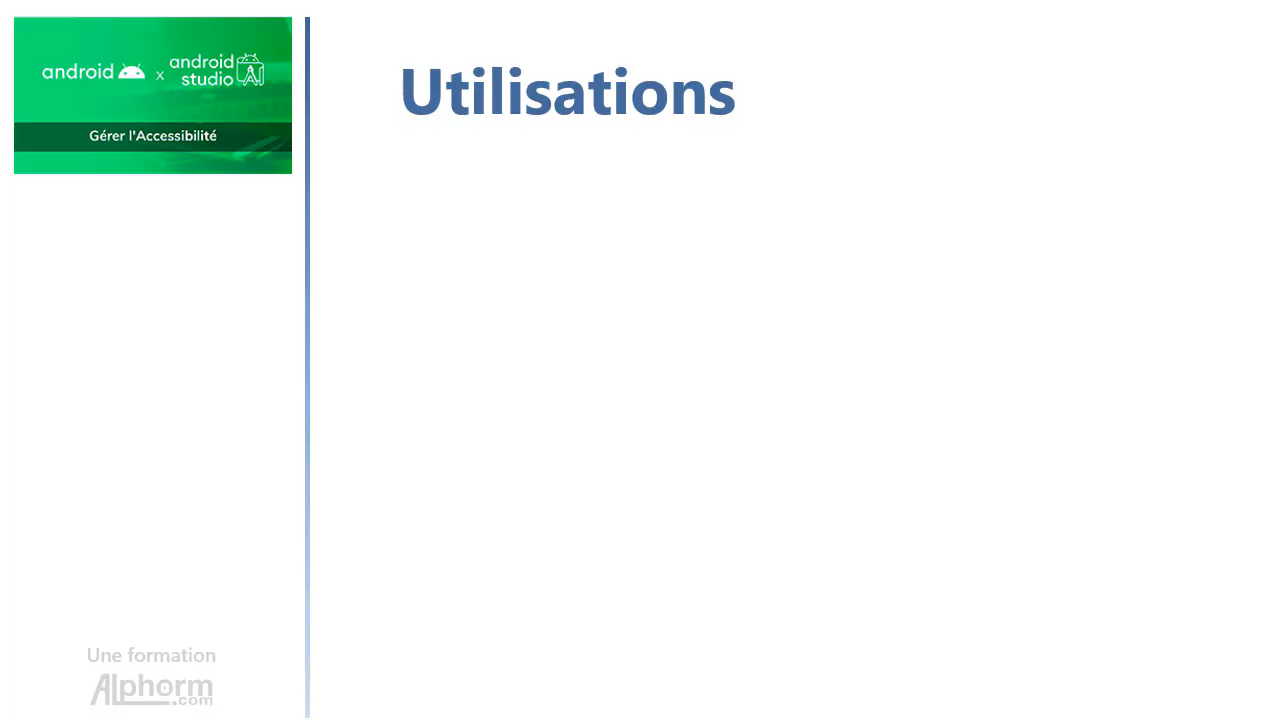 android x android studio
Gérer l'Accessibilité
Utilisations
Une formation
Alphorm.com